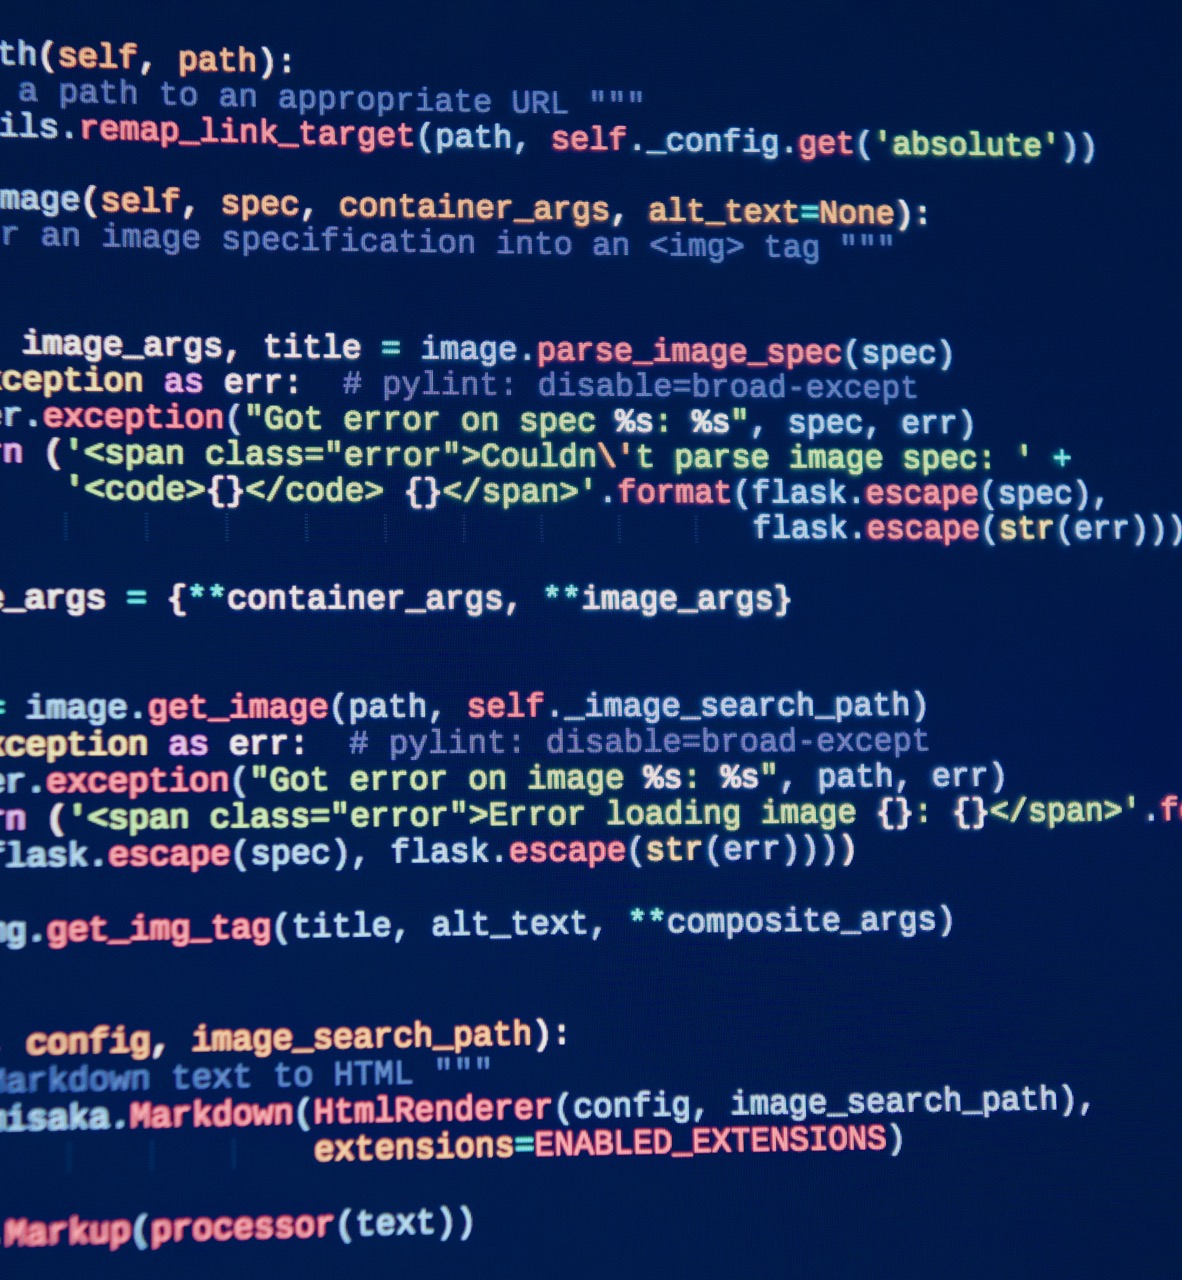 th(self, path):
a path to an appropriate URL """
ils.remap_link_target(path, self._config.get('absolute'))
mage(self, spec, container_args, alt_text=None):
r an image specification into an <img> tag """
image_args, title = image.parse_image_spec(spec)
ception as err:  # pylint: disable=broad-except
er.exception("Got error on spec %s: %s", spec, err)
rn ('<span class="error">Couldn\'t parse image spec: ' +
'<code>{}</code> {}</span>'.format(flask.escape(spec),
flask.escape(str(err)))
e_args = {**container_args, **image_args}
= image.get_image(path, self._image_search_path)
ception as err:  # pylint: disable=broad-except
er.exception("Got error on image %s: %s", path, err)
rn ('<span class="error">Error loading image {}: {}</span>'.fo
flask.escape(spec), flask.escape(str(err))))
mg.get_img_tag(title, alt_text, **composite_args)
, config, image_search_path):
Markdown text to HTML """
misaka.Markdown(HtmlRenderer(config, image_search_path),
extensions=ENABLED_EXTENSIONS)
.Markup(processor(text))